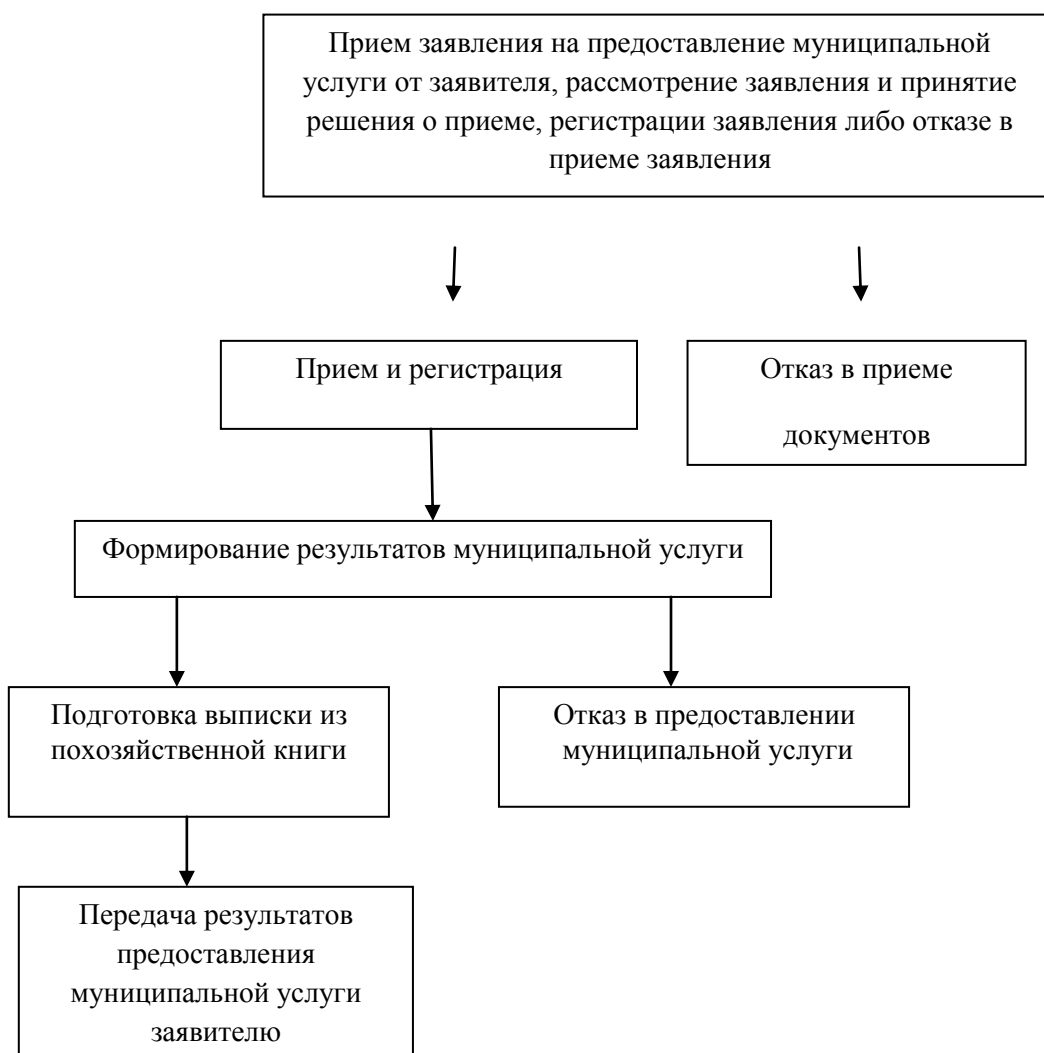 Прием заявления на предоставление муниципальной
услуги от заявителя, рассмотрение заявления и принятие
решения о приеме, регистрации заявления либо отказе в
приеме заявления
Прием и регистрация
Отказ в приеме
документов
Формирование результатов муниципальной услуги
Подготовка выписки из
похозяйственной книги
Отказ в предоставлении
муниципальной услуги
Передача результатов
предоставления
муниципальной услуги
заявителю